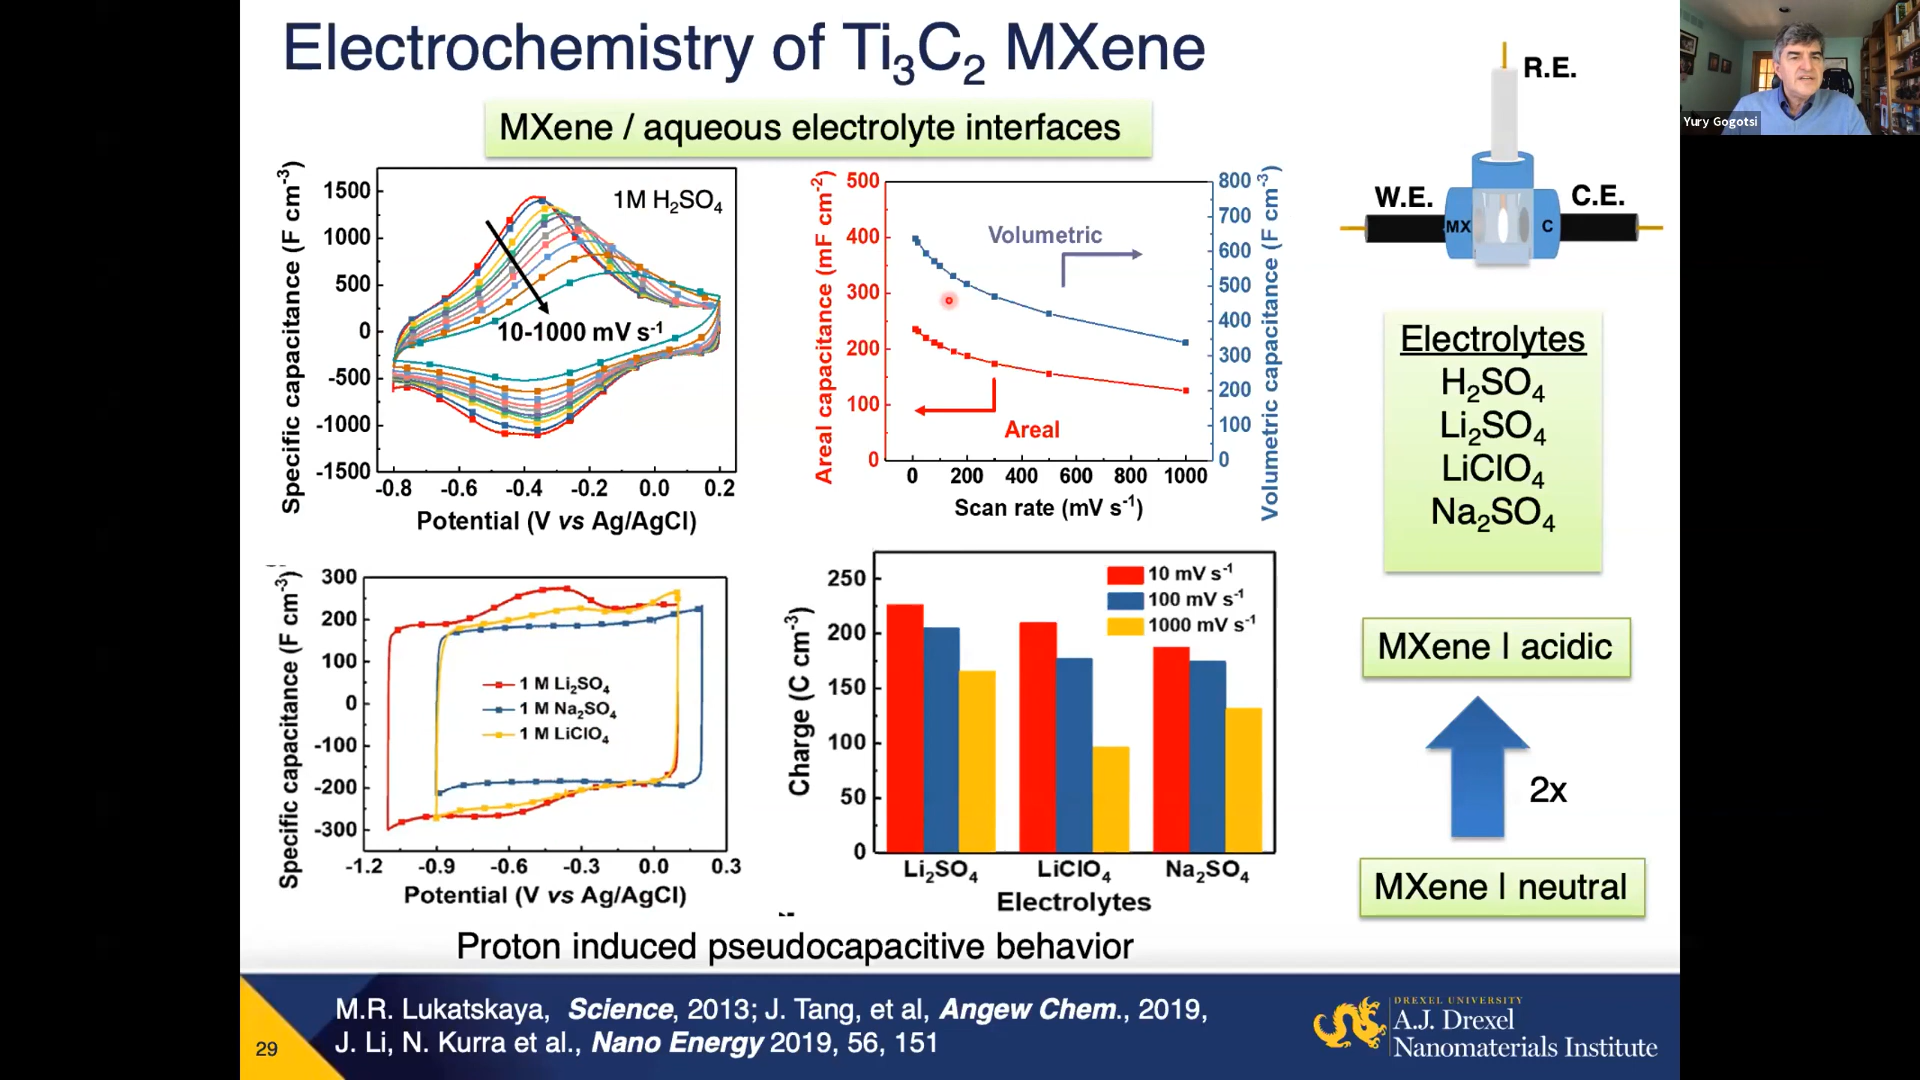 Electrochemistry of Ti₃C₂ MXene
MXene / aqueous electrolyte interfaces
R.E.
W.E.
C.E.
MX
C
Yury Gogotsi
Specific capacitance (F cm⁻³)
1500
1000
500
0
-500
-1000
-1500
1M H₂SO₄
10-1000 mV s⁻¹
-0.8 -0.6 -0.4 -0.2 0.0 0.2
Potential (V vs Ag/AgCl)
Areal capacitance (mF cm⁻²)
500
400
300
200
100
0
Volumetric
Areal
800
700
600
500
400
300
200
100
0
Volumetric capacitance (F cm⁻³)
0 200 400 600 800 1000
Scan rate (mV s⁻¹)
Electrolytes
H₂SO₄
Li₂SO₄
LiClO₄
Na₂SO₄
Specific capacitance (F cm⁻³)
300
200
100
0
-100
-200
-300
1 M Li₂SO₄
1 M Na₂SO₄
1 M LiClO₄
-1.2 -0.9 -0.6 -0.3 0.0 0.3
Potential (V vs Ag/AgCl)
Charge (C cm⁻³)
250
200
150
100
50
0
10 mV s⁻¹
100 mV s⁻¹
1000 mV s⁻¹
Li₂SO₄ LiClO₄ Na₂SO₄
Electrolytes
MXene | acidic
2x
MXene | neutral
Proton induced pseudocapacitive behavior
M.R. Lukatskaya, Science, 2013; J. Tang, et al, Angew Chem., 2019,
J. Li, N. Kurra et al., Nano Energy 2019, 56, 151
29
DREXEL UNIVERSITY
A.J. Drexel
Nanomaterials Institute